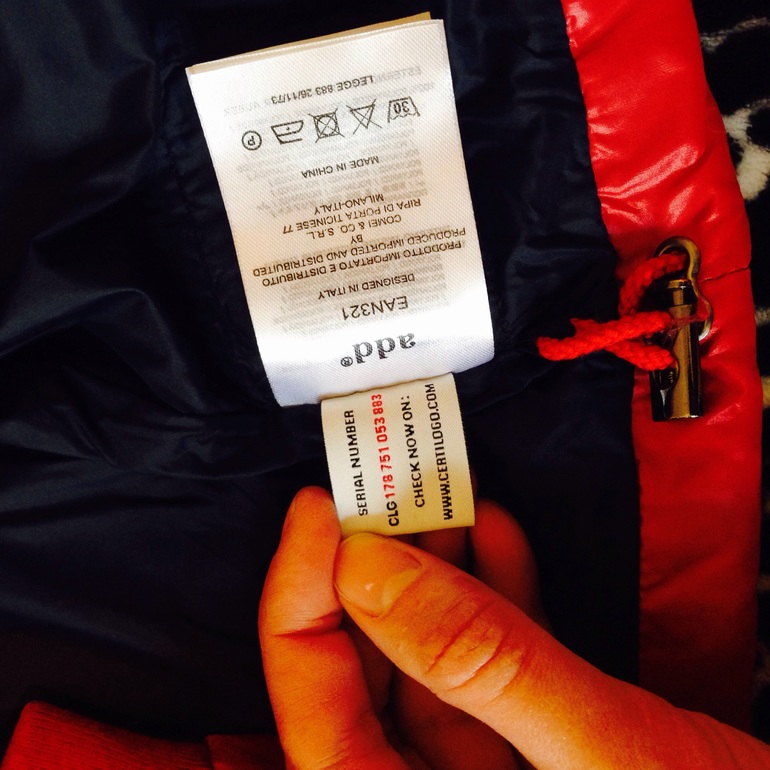 add®
EAN321
DESIGNED IN ITALY
PRODOTTO IMPORTATO E DISTRIBUITO
PRODUCED IMPORTED AND DISTRIBUTED
BY
COMEI & CO. S.R.L.
RIPA DI PORTA TICINESE 77
MILANO-ITALY
MADE IN CHINA
30
P
LEGGE 883 26/11/73
SERIAL NUMBER
CLG 178 751 053 883
CHECK NOW ON:
WWW.CERTILOGO.COM